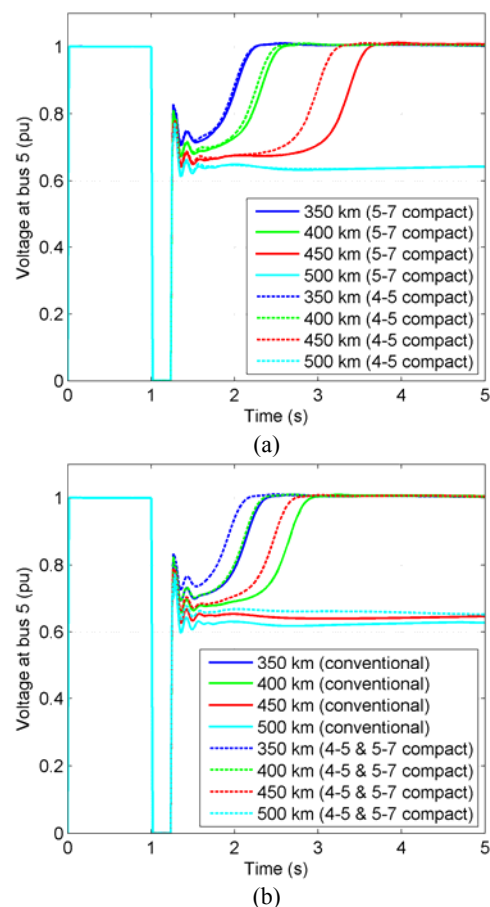 1
0.8
0.6
0.4
0.2
0
Voltage at bus 5 (pu)
350 km (5-7 compact)
400 km (5-7 compact)
450 km (5-7 compact)
500 km (5-7 compact)
350 km (4-5 compact)
400 km (4-5 compact)
450 km (4-5 compact)
500 km (4-5 compact)
0 1 2 3 4 5
Time (s)
(a)
1
0.8
0.6
0.4
0.2
0
Voltage at bus 5 (pu)
350 km (conventional)
400 km (conventional)
450 km (conventional)
500 km (conventional)
350 km (4-5 & 5-7 compact)
400 km (4-5 & 5-7 compact)
450 km (4-5 & 5-7 compact)
500 km (4-5 & 5-7 compact)
0 1 2 3 4 5
Time (s)
(b)